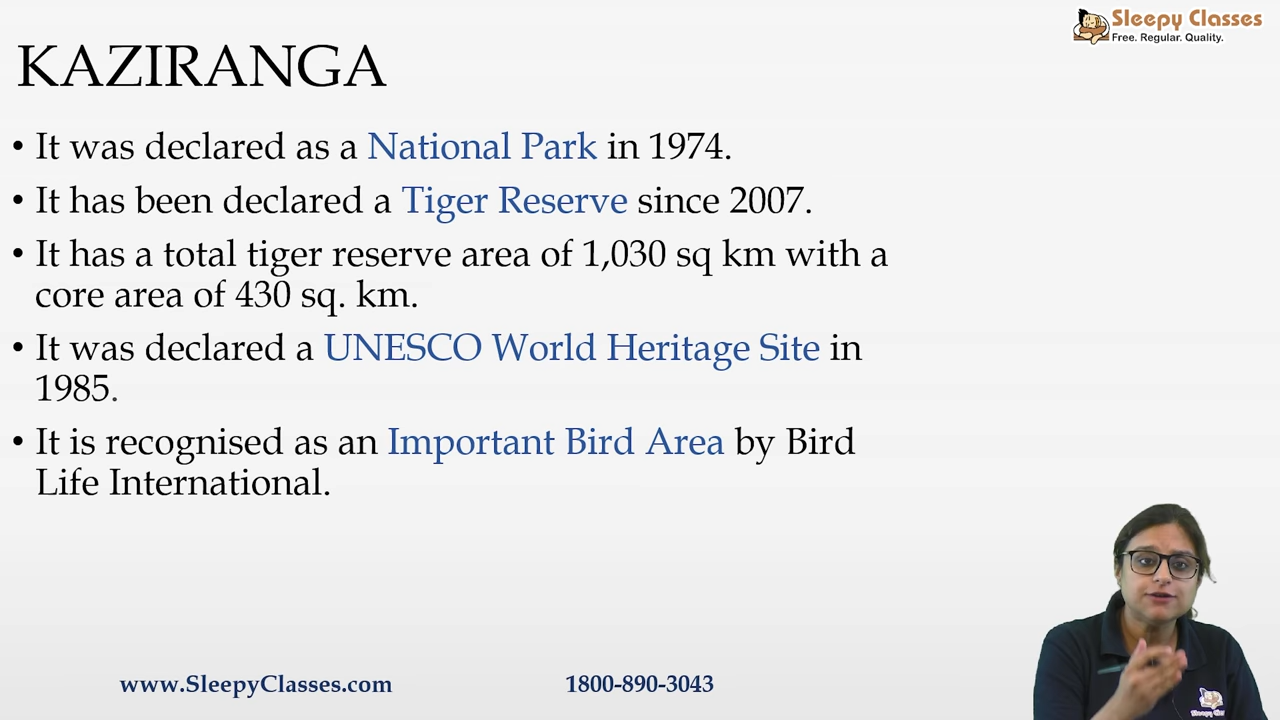 Sleepy Classes
Free. Regular. Quality.
KAZIRANGA
• It was declared as a National Park in 1974.
• It has been declared a Tiger Reserve since 2007.
• It has a total tiger reserve area of 1,030 sq km with a
core area of 430 sq. km.
• It was declared a UNESCO World Heritage Site in
1985.
• It is recognised as an Important Bird Area by Bird
Life International.
www.SleepyClasses.com
1800-890-3043